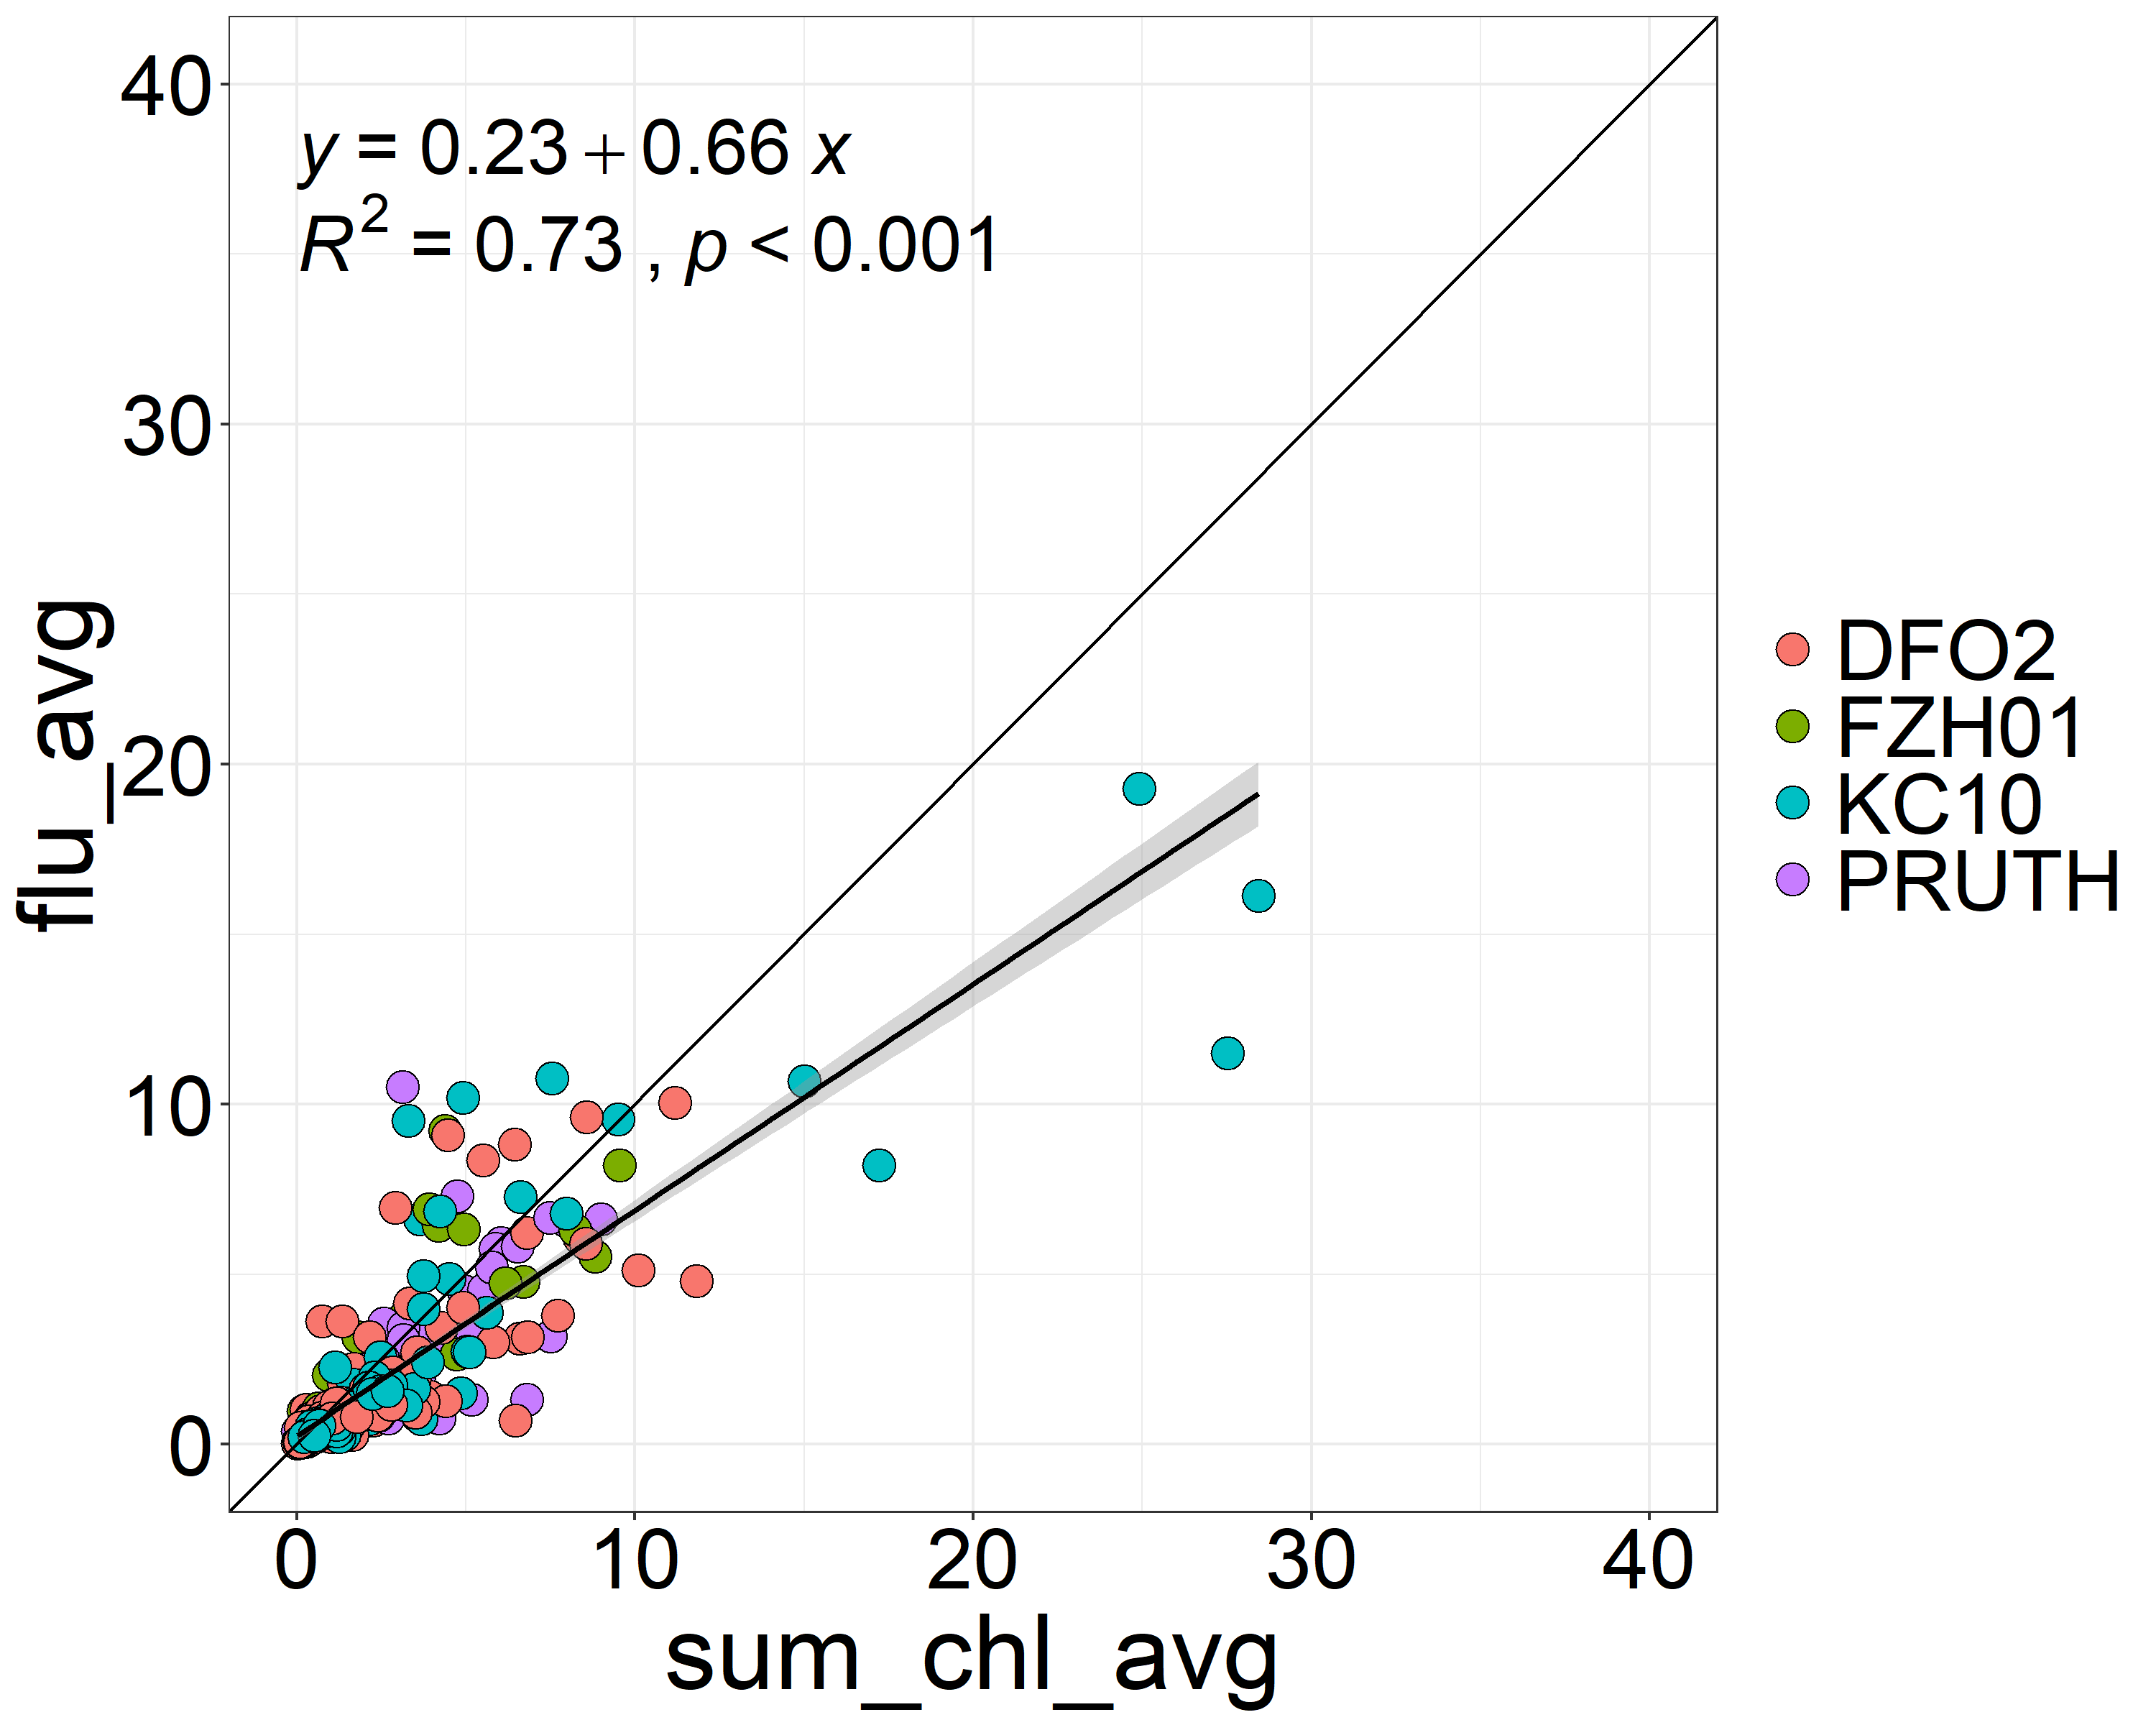 y = 0.23 + 0.66 x
R² = 0.73 , p < 0.001
40
30
20
10
0
flu_avg
0 10 20 30 40
sum_chl_avg
DFO2
FZH01
KC10
PRUTH